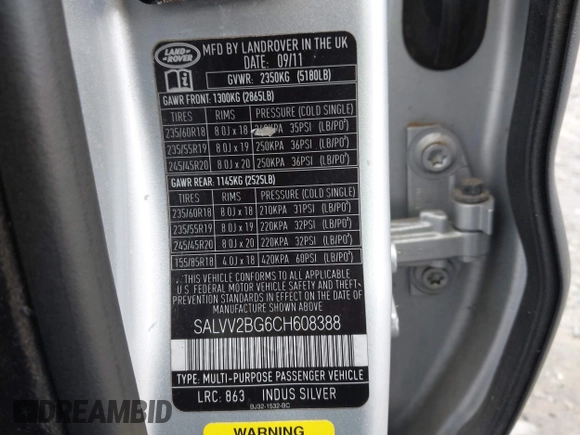 LAND ROVER
MFD BY LANDROVER IN THE UK
DATE: 09/11
GVWR: 2350KG (5180LB)
GAWR FRONT: 1300KG (2865LB)
TIRES RIMS PRESSURE (COLD SINGLE)
235/60R18 8.0J x 18 35PSI (LB/PO²)
235/55R19 8.0J x 19 250KPA 36PSI (LB/PO²)
245/45R20 8.0J x 20 250KPA 36PSI (LB/PO²)
GAWR REAR: 1145KG (2525LB)
TIRES RIMS PRESSURE (COLD SINGLE)
235/60R18 8.0J x 18 210KPA 31PSI (LB/PO²)
235/55R19 8.0J x 19 220KPA 32PSI (LB/PO²)
245/45R20 8.0J x 20 220KPA 32PSI (LB/PO²)
T55/85R18 4.0J x 18 420KPA 60PSI (LB/PO²)
THIS VEHICLE CONFORMS TO ALL APPLICABLE
U.S FEDERAL MOTOR VEHICLE SAFETY AND THEFT
PREVENTION STANDARDS IN EFFECT ON THE DATE OF
MANUFACTURE SHOWN ABOVE
SALVV2BG6CH608388
TYPE: MULTI-PURPOSE PASSENGER VEHICLE
LRC: 863 INDUS SILVER
BJ32-1532-BC
WARNING
DREAMBID